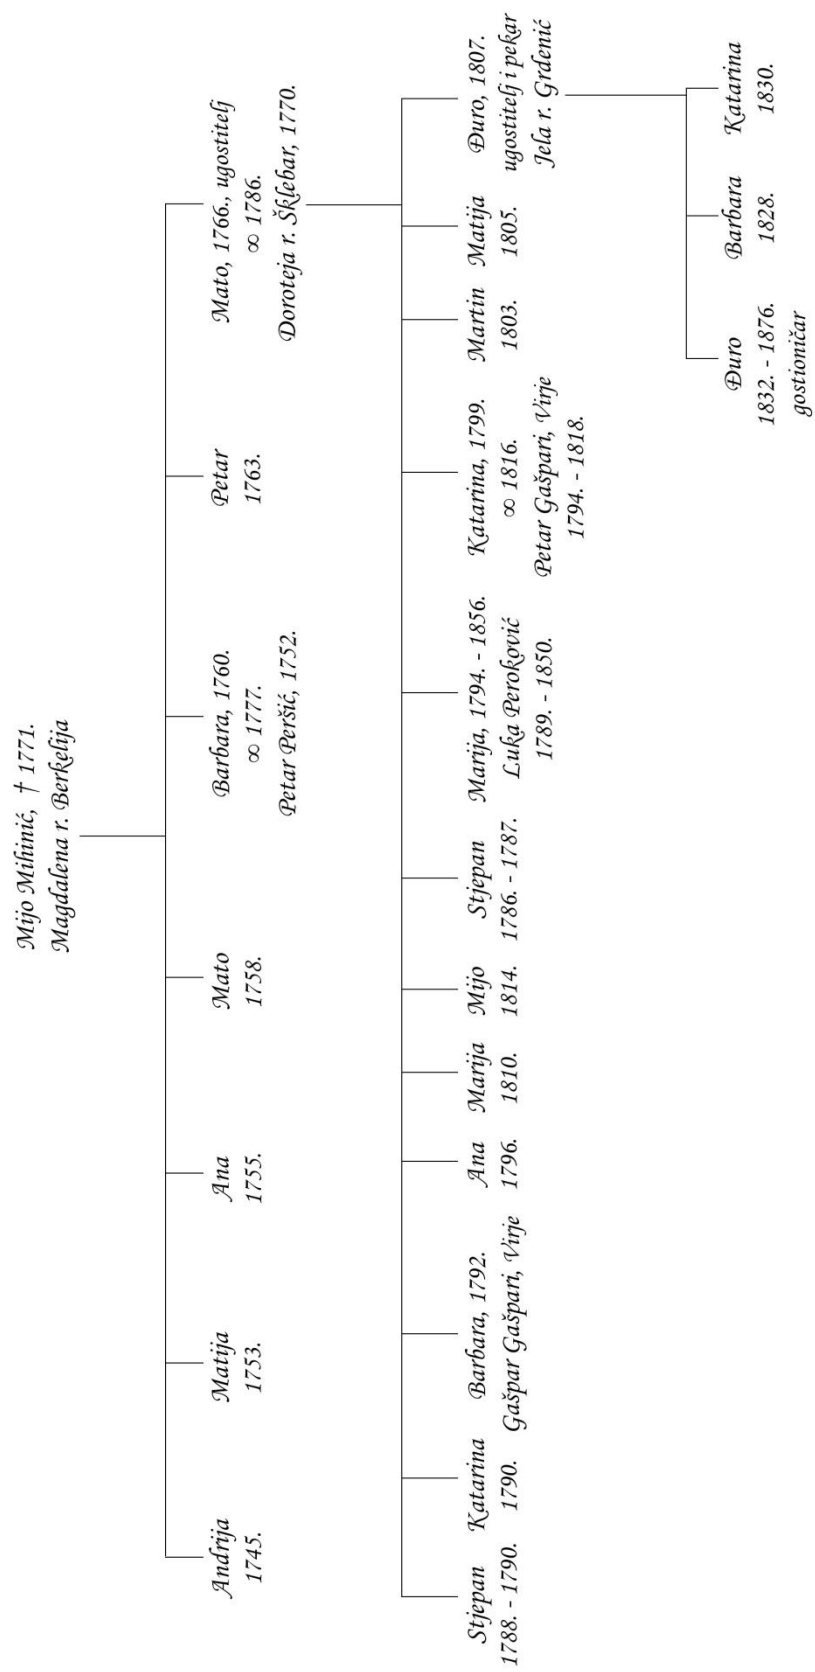 Mijo Mihinić, † 1771.
Magdalena r. Berkelija
Andrija
1745.
Matija
1753.
Ana
1755.
Mato
1758.
Barbara, 1760.
∞ 1777.
Petar Peršić, 1752.
Petar
1763.
Mato, 1766., ugostitelj
∞ 1786.
Doroteja r. Šklebar, 1770.
Stjepan
1788. - 1790.
Katarina
1790.
Barbara, 1792.
Gašpar Gašpari, Virje
Ana
1796.
Marija
1810.
Mijo
1814.
Stjepan
1786. - 1787.
Marija, 1794. - 1856.
Luka Peroković
1789. - 1850.
Katarina, 1799.
∞ 1816.
Petar Gašpari, Virje
1794. - 1818.
Martin
1803.
Matija
1805.
Đuro, 1807.
ugostitelj i pekar
Jela r. Grdenić
Đuro
1832. - 1876.
gostioničar
Barbara
1828.
Katarina
1830.